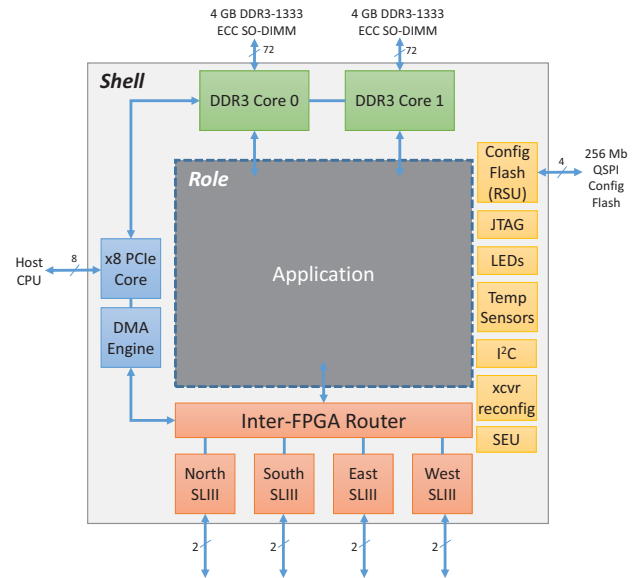 4 GB DDR3-1333
ECC SO-DIMM
4 GB DDR3-1333
ECC SO-DIMM
72
72
Shell
DDR3 Core 0
DDR3 Core 1
Role
Config
Flash
(RSU)
4
256 Mb
QSPI
Config
Flash
JTAG
LEDs
Host
CPU
8
x8 PCIe
Core
Application
Temp
Sensors
DMA
Engine
I²C
xcvr
reconfig
Inter-FPGA Router
SEU
North
SLIII
South
SLIII
East
SLIII
West
SLIII
2
2
2
2